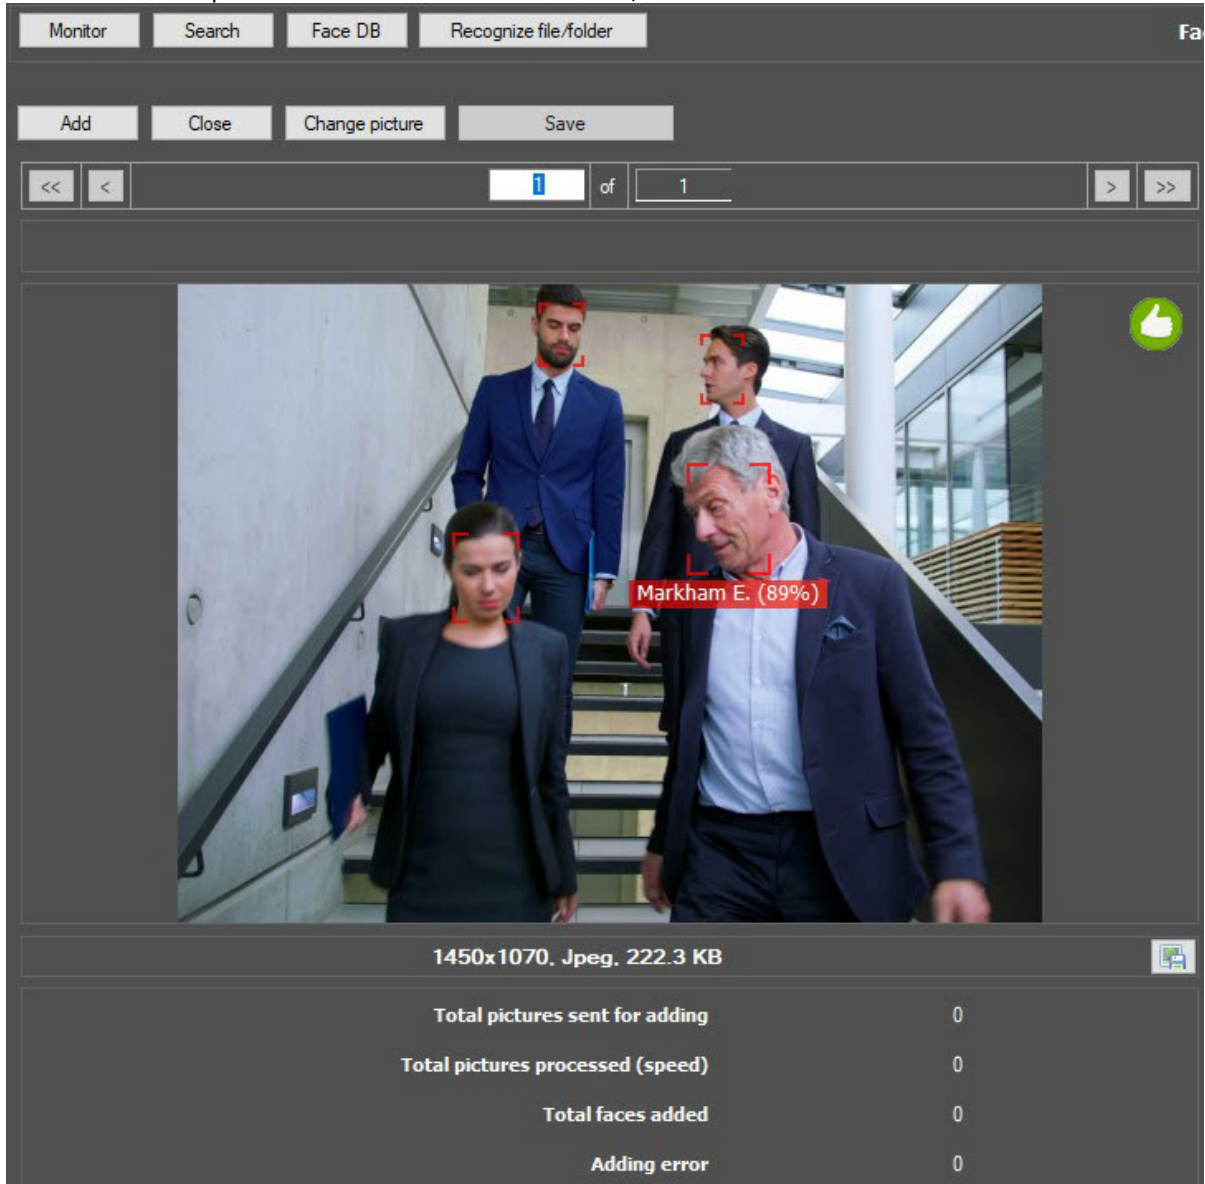 Monitor Search Face DB Recognize file/folder
Add Close Change picture Save
<< < 1 of 1 > >>
Markham E. (89%)
1450x1070, Jpeg, 222.3 KB
Total pictures sent for adding 0
Total pictures processed (speed) 0
Total faces added 0
Adding error 0